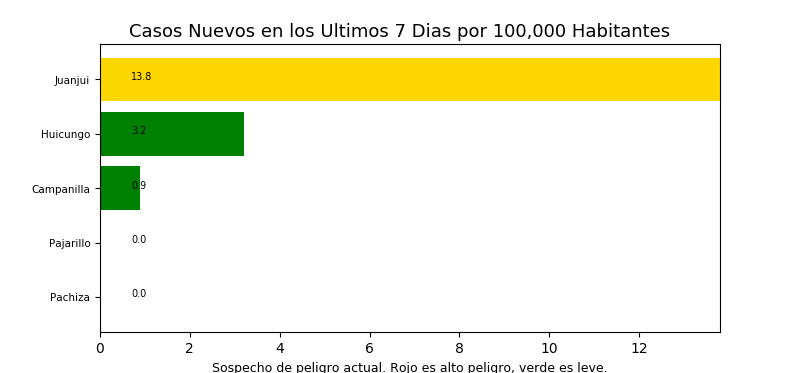 Casos Nuevos en los Ultimos 7 Dias por 100,000 Habitantes
Juanjui 13.8
Huicungo 3.2
Campanilla 0.9
Pajarillo 0.0
Pachiza 0.0
0 2 4 6 8 10 12
Sospecho de peligro actual. Rojo es alto peligro, verde es leve.